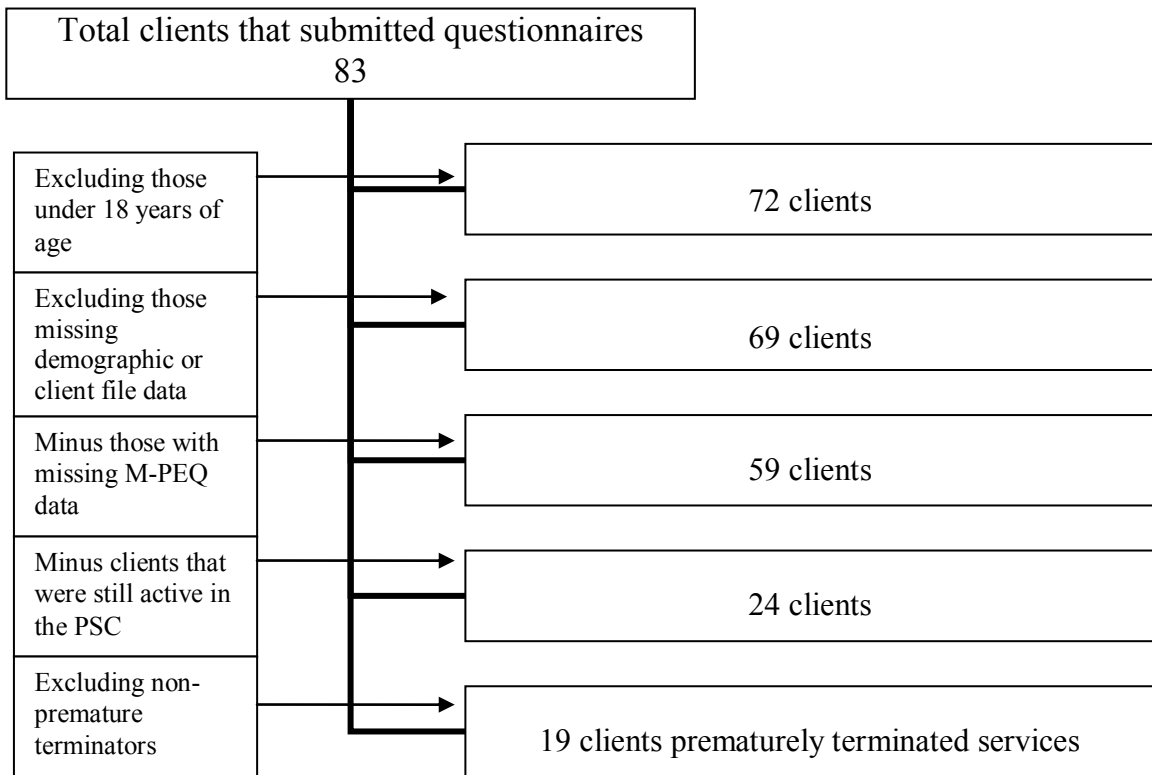 Total clients that submitted questionnaires
83
Excluding those
under 18 years of
age
72 clients
Excluding those
missing
demographic or
client file data
69 clients
Minus those with
missing M-PEQ
data
59 clients
Minus clients that
were still active in
the PSC
24 clients
Excluding non-
premature
terminators
19 clients prematurely terminated services